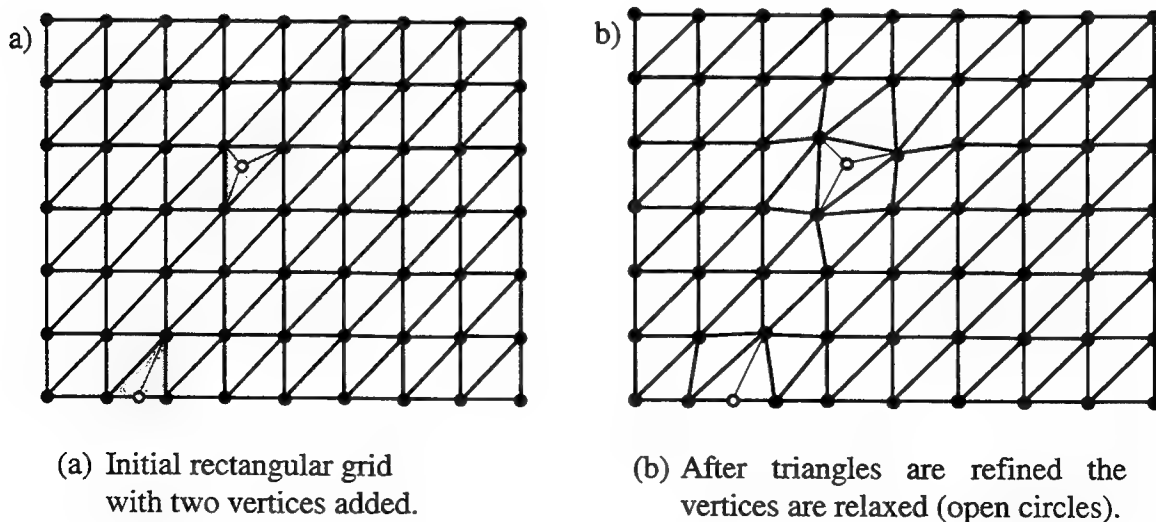 a)
b)
(a) Initial rectangular grid
with two vertices added.
(b) After triangles are refined the
vertices are relaxed (open circles).